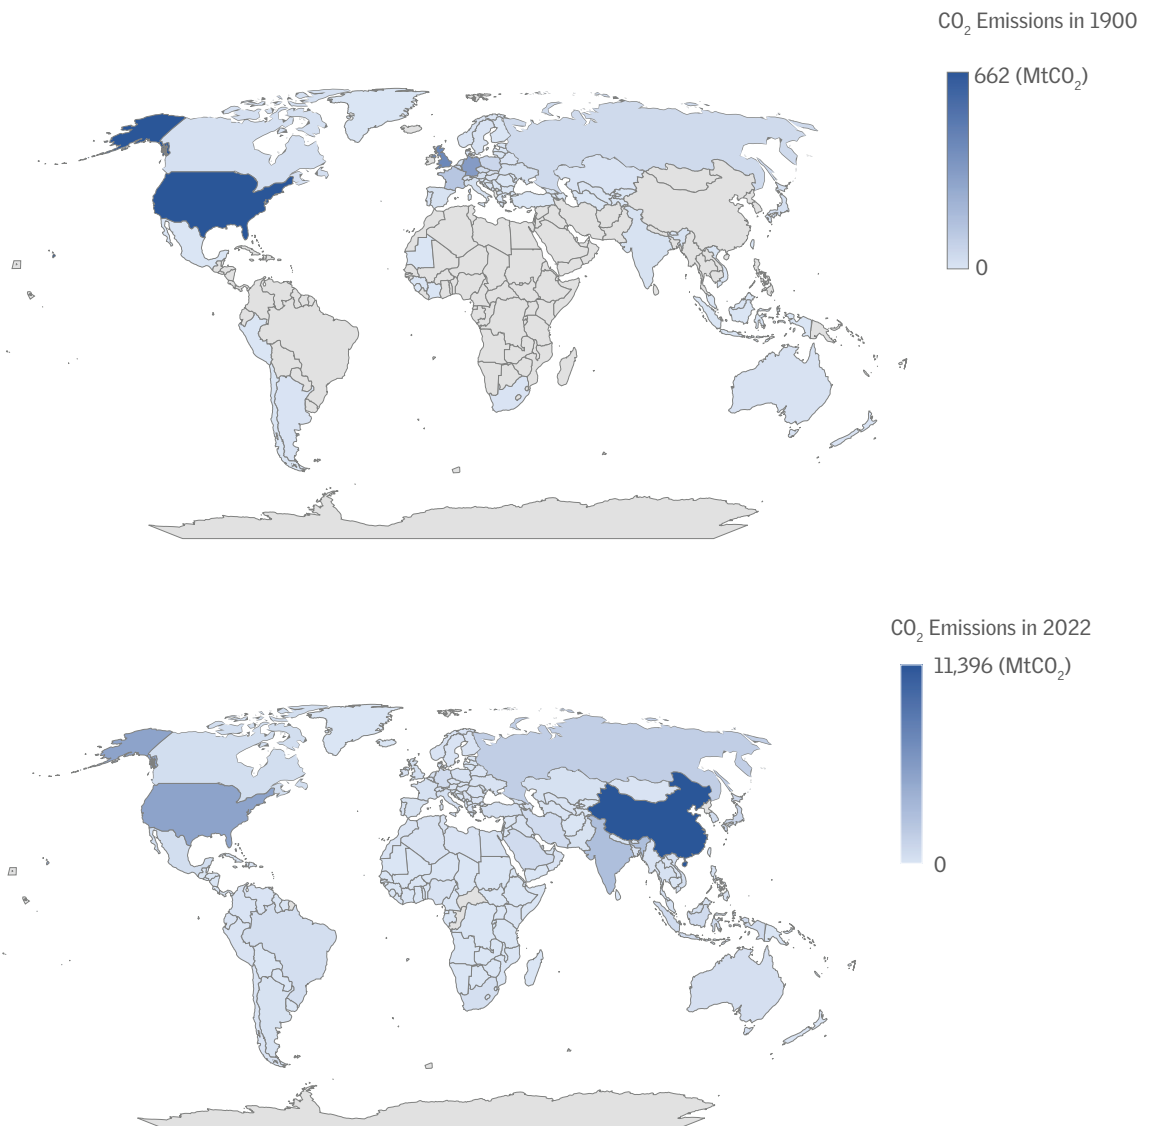 CO₂ Emissions in 1900
662 (MtCO₂)
0
CO₂ Emissions in 2022
11,396 (MtCO₂)
0